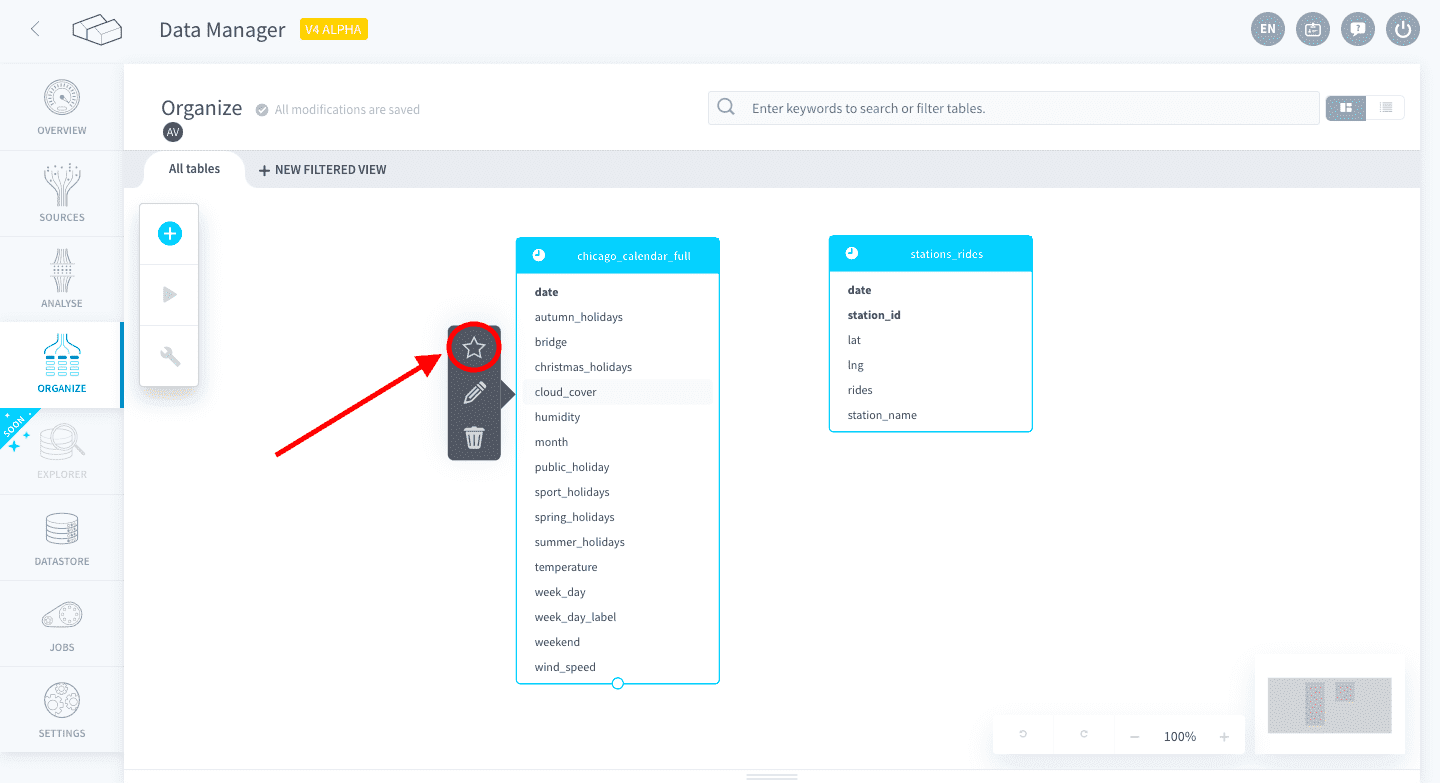 Data Manager
V4 ALPHA
EN
OVERVIEW
SOURCES
ANALYSE
ORGANIZE
SOON
EXPLORER
DATASTORE
JOBS
SETTINGS
Organize
All modifications are saved
AV
Enter keywords to search or filter tables.
All tables
+ NEW FILTERED VIEW
chicago_calendar_full
date
autumn_holidays
bridge
christmas_holidays
cloud_cover
humidity
month
public_holiday
sport_holidays
spring_holidays
summer_holidays
temperature
week_day
week_day_label
weekend
wind_speed
stations_rides
date
station_id
lat
lng
rides
station_name
100%